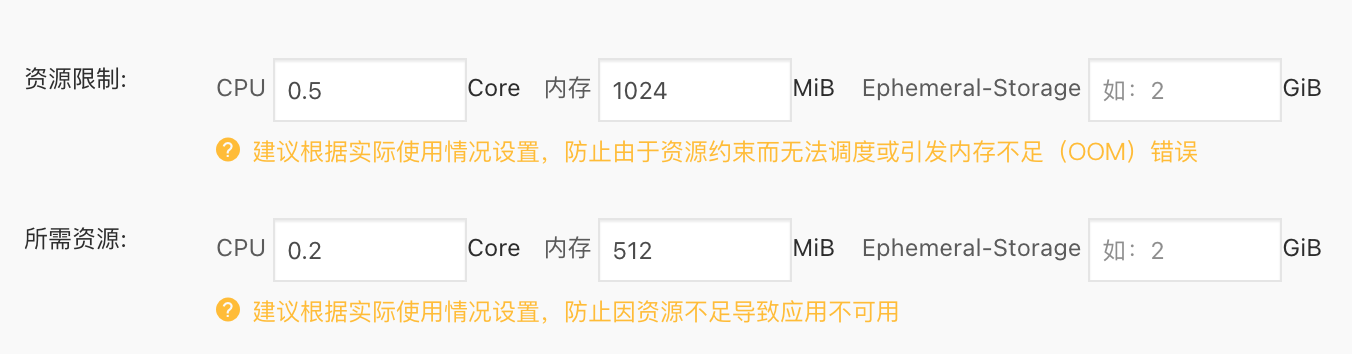 资源限制: CPU 0.5 Core 内存 1024 MiB Ephemeral-Storage 如：2 GiB
? 建议根据实际使用情况设置，防止由于资源约束而无法调度或引发内存不足（OOM）错误
所需资源: CPU 0.2 Core 内存 512 MiB Ephemeral-Storage 如：2 GiB
? 建议根据实际使用情况设置，防止因资源不足导致应用不可用